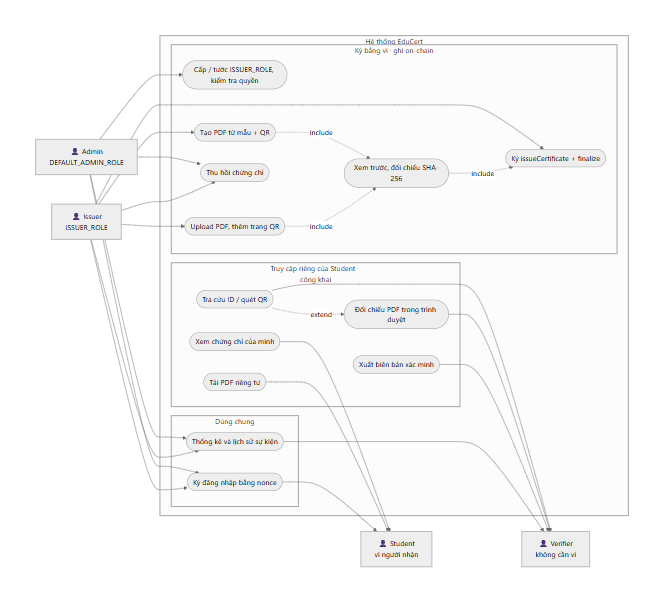 Hệ thống EduCert
Ký bằng ví · ghi on-chain
Cấp / tước ISSUER_ROLE,
kiểm tra quyền
Tạo PDF từ mẫu + QR
include
Xem trước, đối chiếu SHA-
256
include
Ký issueCertificate + finalize
Thu hồi chứng chỉ
Upload PDF, thêm trang QR
include
Admin
DEFAULT_ADMIN_ROLE
Issuer
ISSUER_ROLE
Truy cập riêng của Student ·
công khai
Tra cứu ID / quét QR
extend
Đối chiếu PDF trong trình
duyệt
Xem chứng chỉ của mình
Xuất biên bản xác minh
Tải PDF riêng tư
Dùng chung
Thống kê và lịch sử sự kiện
Ký đăng nhập bằng nonce
Student
ví người nhận
Verifier
không cần ví